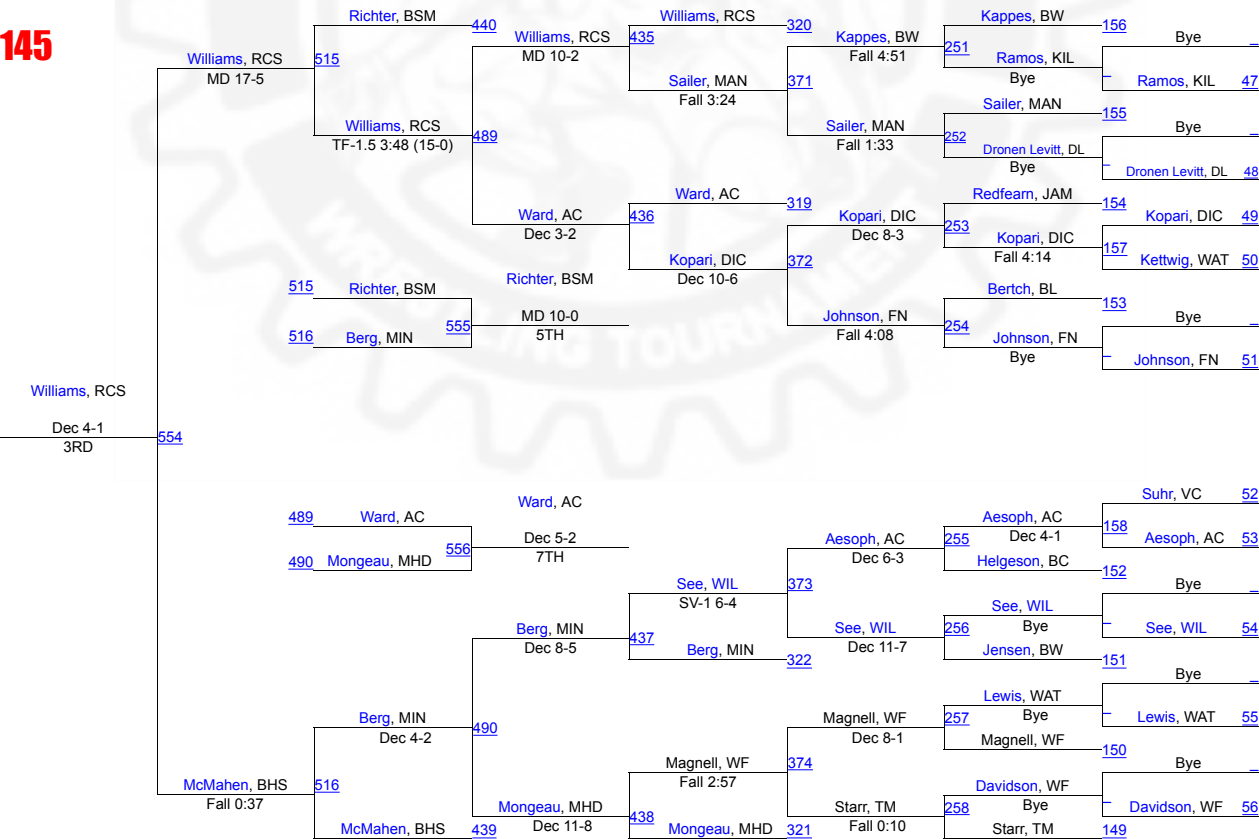 145
Richter, BSM
440
Williams, RCS
MD 17-5
515
Williams, RCS
TF-1.5 3:48 (15-0)
489
Williams, RCS
MD 10-2
435
Williams, RCS
320
Sailer, MAN
Fall 3:24
371
Kappes, BW
Fall 4:51
251
Kappes, BW
156
Ramos, KIL
Bye
Bye
_
_
Ramos, KIL 47
Sailer, MAN
Fall 1:33
252
Sailer, MAN
155
Dronen Levitt, DL
Bye
Bye
_
_
Dronen Levitt, DL 48
Ward, AC
Dec 3-2
436
Ward, AC
319
Kopari, DIC
Dec 10-6
372
Kopari, DIC
Dec 8-3
253
Redfearn, JAM
154
Kopari, DIC
Fall 4:14
157
Kopari, DIC 49
Kettwig, WAT 50
Johnson, FN
Fall 4:08
254
Bertch, BL
153
Johnson, FN
Bye
Bye
_
_
Johnson, FN 51
515 Richter, BSM
516 Berg, MIN
555
Richter, BSM
MD 10-0
5TH
WRESTLING TOURNAMENT
Williams, RCS
Dec 4-1
3RD
554
489 Ward, AC
490 Mongeau, MHD
556
Ward, AC
Dec 5-2
7TH
Suhr, VC 52
Aesoph, AC 53
158
Aesoph, AC
Dec 4-1
255
Helgeson, BC
152
Aesoph, AC
Dec 6-3
373
See, WIL
SV-1 6-4
437
Berg, MIN
322
See, WIL
Dec 11-7
256
See, WIL
Bye
Bye
_
_
See, WIL 54
Jensen, BW
151
Berg, MIN
Dec 8-5
490
Berg, MIN
Dec 4-2
516
McMahen, BHS
Fall 0:37
McMahen, BHS 439
Mongeau, MHD
Dec 11-8
438
Magnell, WF
Fall 2:57
374
Mongeau, MHD 321
Magnell, WF
Dec 8-1
257
Lewis, WAT
Bye
Bye
_
_
Lewis, WAT 55
Magnell, WF
150
Starr, TM
Fall 0:10
258
Davidson, WF
Bye
Bye
_
_
Davidson, WF 56
Starr, TM
149